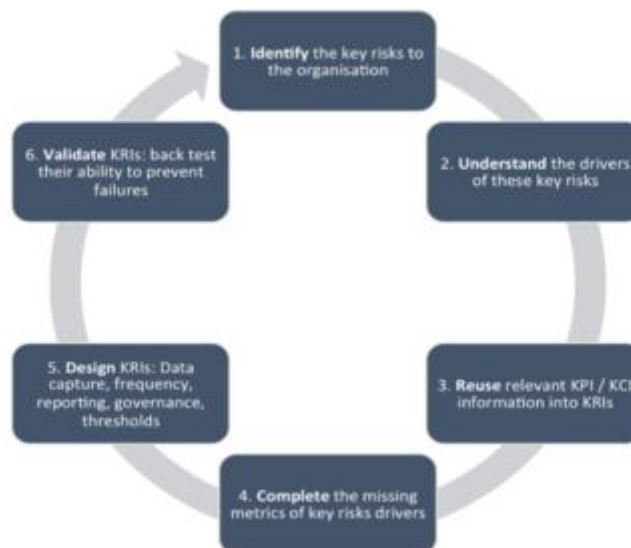 1. Identify the key risks to
the organisation
2. Understand the drivers
of these key risks
3. Reuse relevant KPI / KCI
information into KRIs
4. Complete the missing
metrics of key risks drivers
5. Design KRIs: Data
capture, frequency,
reporting, governance,
thresholds
6. Validate KRIs: back test
their ability to prevent
failures